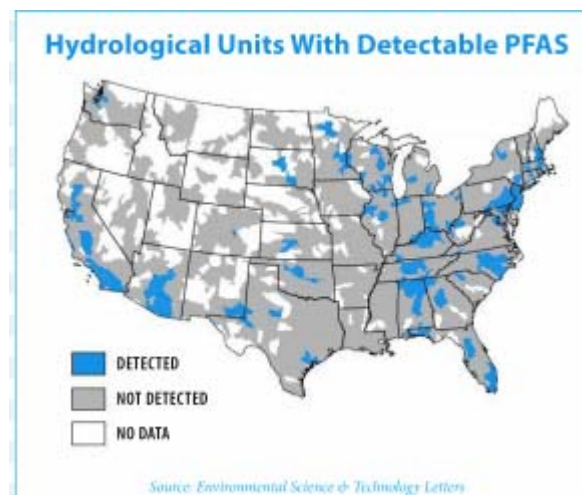 Hydrological Units With Detectable PFAS
DETECTED
NOT DETECTED
NO DATA
Source: Environmental Science & Technology Letters